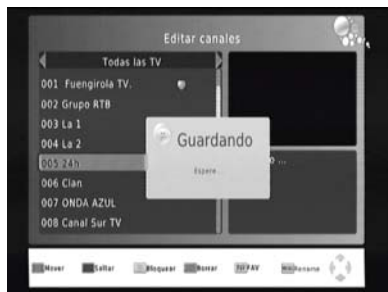 Editar canales
Todas las TV
001 Fuengirola TV.
002 Grupo RTB
003 La 1
004 La 2
005 24h
006 Clan
007 ONDA AZUL
008 Canal Sur TV
Guardando
Espere
o ...
Mover
Saltar
Bloquear
Borrar
FAV
Rename